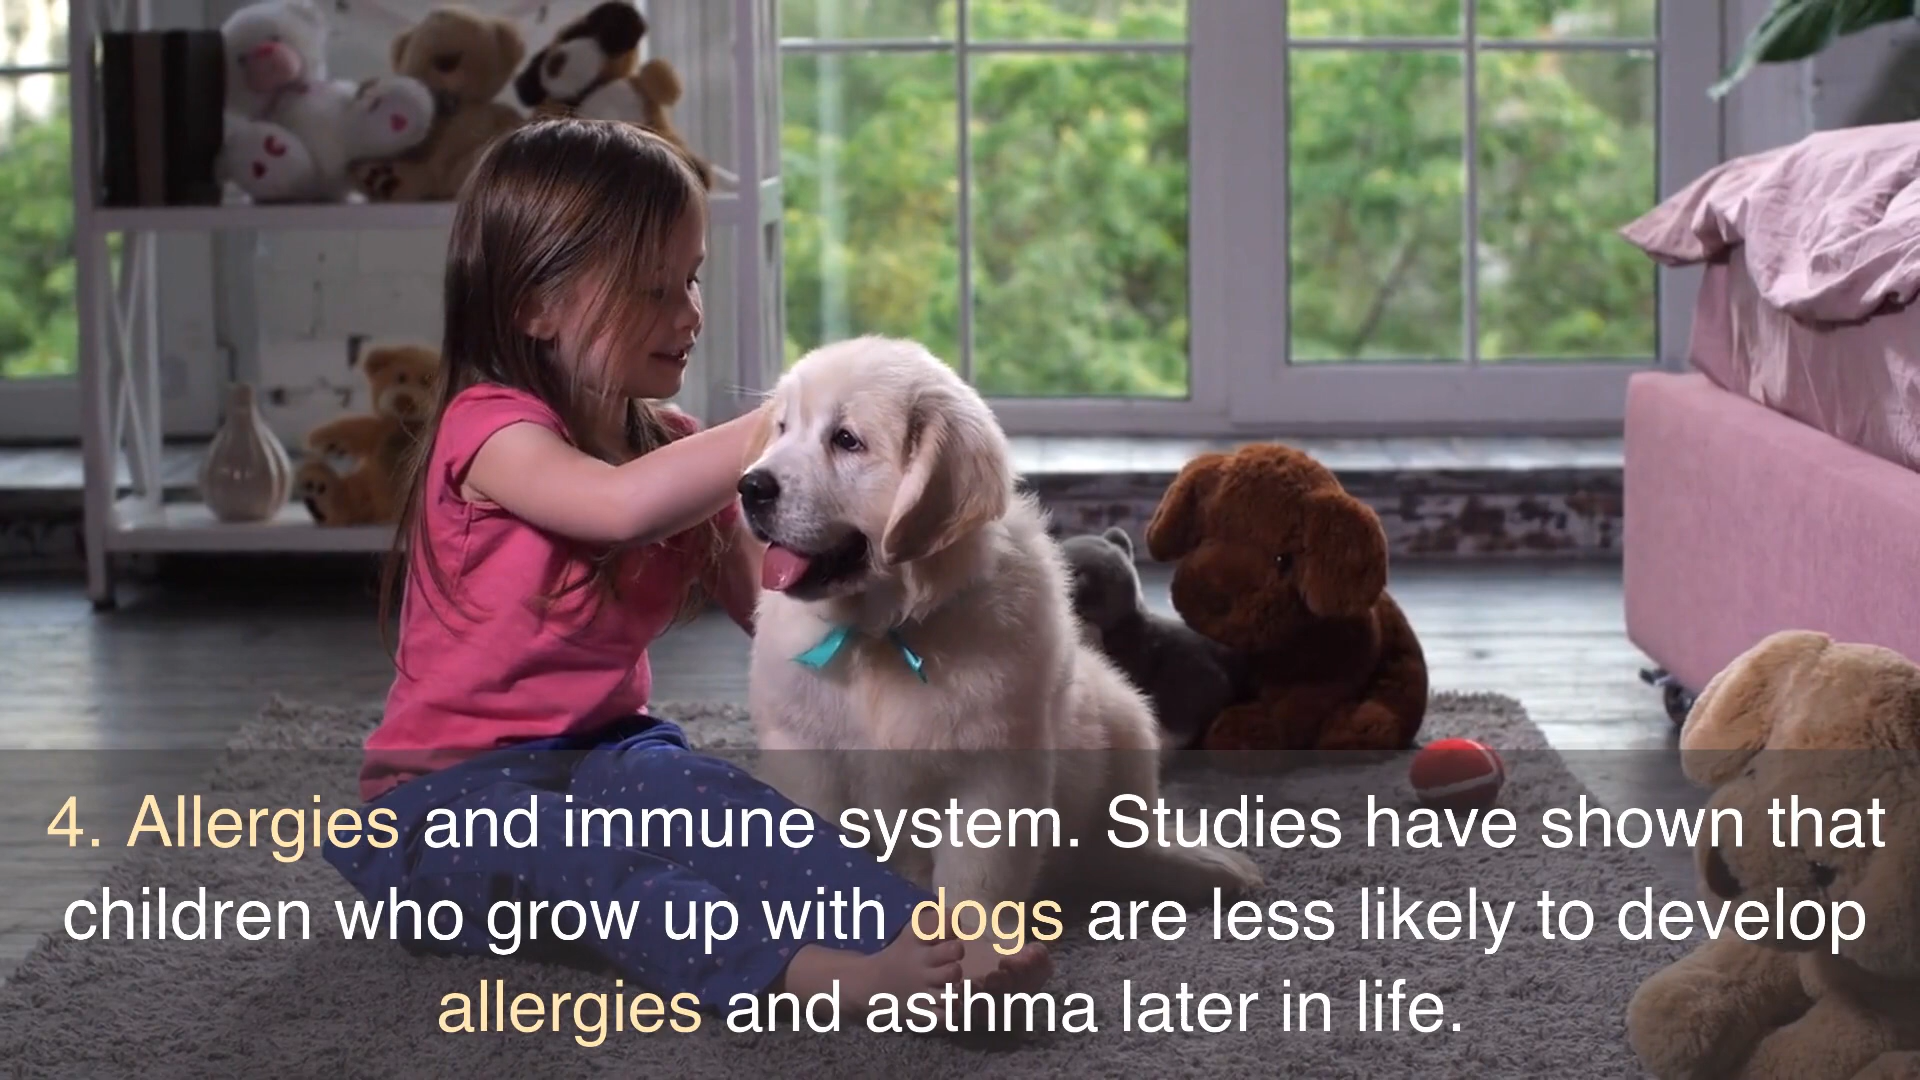 4. Allergies and immune system. Studies have shown that
children who grow up with dogs are less likely to develop
allergies and asthma later in life.